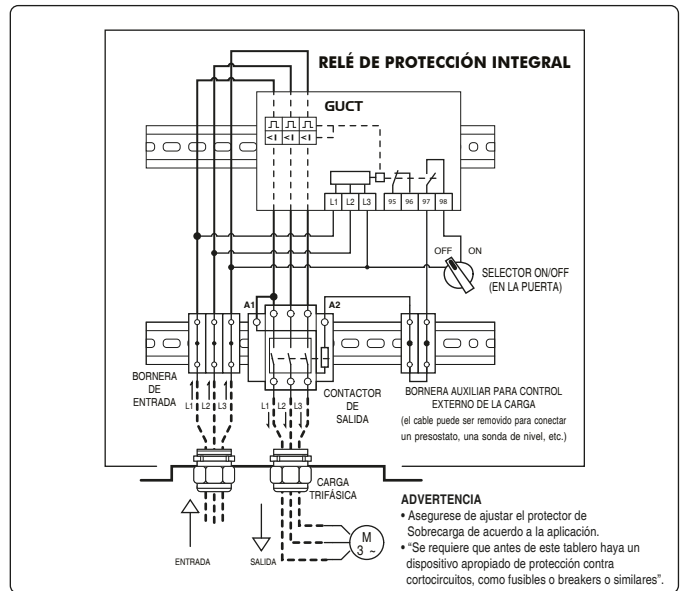 RELÉ DE PROTECCIÓN INTEGRAL
GUCT
< I < I < I
L1 L2 L3 95 96 97 98
OFF ON
SELECTOR ON/OFF
(EN LA PUERTA)
A1 A2
BORNERA
DE
ENTRADA
L1 L2 L3
L1 L2 L3
CONTACTOR
DE
SALIDA
BORNERA AUXILIAR PARA CONTROL
EXTERNO DE LA CARGA
(el cable puede ser removido para conectar
un presostato, una sonda de nivel, etc.)
CARGA
TRIFÁSICA
ENTRADA
SALIDA
M
3 ~
ADVERTENCIA
• Asegurese de ajustar el protector de
Sobrecarga de acuerdo a la aplicación.
• “Se requiere que antes de este tablero haya un
dispositivo apropiado de protección contra
cortocircuitos, como fusibles o breakers o similares”.